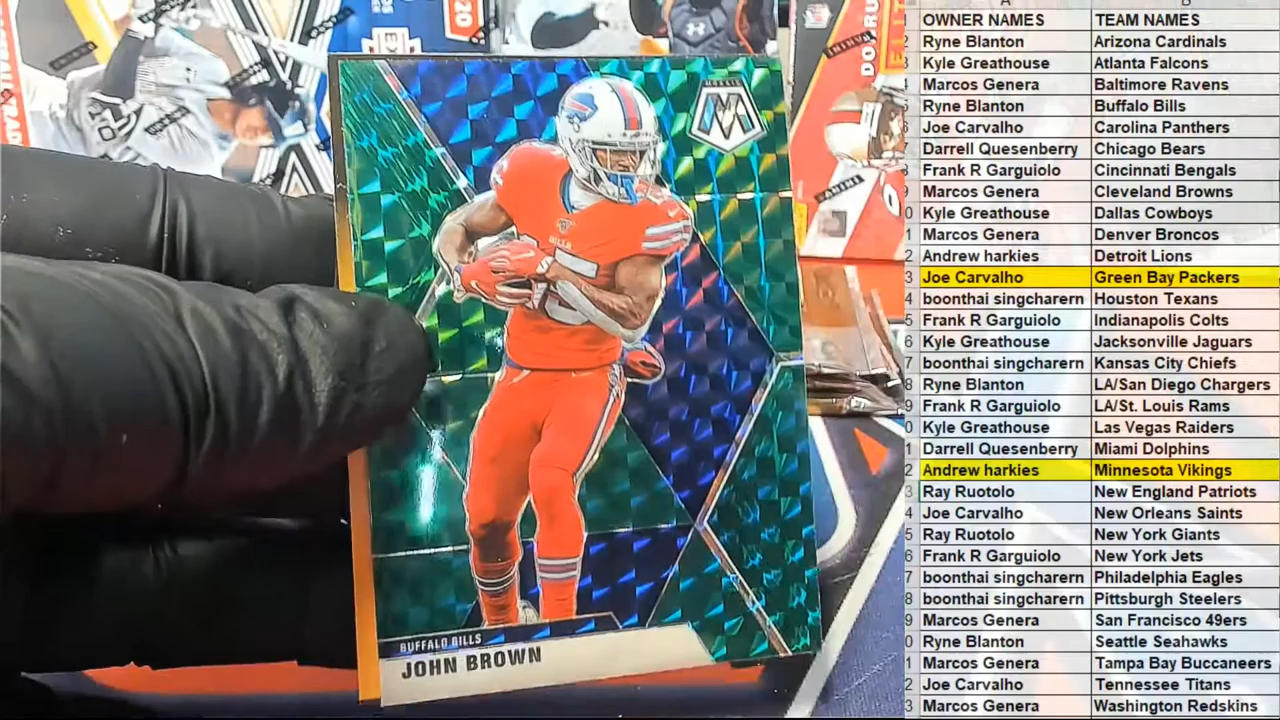 OWNER NAMES TEAM NAMES
Ryne Blanton Arizona Cardinals
Kyle Greathouse Atlanta Falcons
Marcos Genera Baltimore Ravens
Ryne Blanton Buffalo Bills
Joe Carvalho Carolina Panthers
Darrell Quesenberry Chicago Bears
Frank R Garguiolo Cincinnati Bengals
Marcos Genera Cleveland Browns
Kyle Greathouse Dallas Cowboys
Marcos Genera Denver Broncos
Andrew harkies Detroit Lions
Joe Carvalho Green Bay Packers
boonthai singcharern Houston Texans
Frank R Garguiolo Indianapolis Colts
Kyle Greathouse Jacksonville Jaguars
boonthai singcharern Kansas City Chiefs
Ryne Blanton LA/San Diego Chargers
Frank R Garguiolo LA/St. Louis Rams
Kyle Greathouse Las Vegas Raiders
Darrell Quesenberry Miami Dolphins
Andrew harkies Minnesota Vikings
Ray Ruotolo New England Patriots
Joe Carvalho New Orleans Saints
Ray Ruotolo New York Giants
Frank R Garguiolo New York Jets
boonthai singcharern Philadelphia Eagles
boonthai singcharern Pittsburgh Steelers
Marcos Genera San Francisco 49ers
Ryne Blanton Seattle Seahawks
Marcos Genera Tampa Bay Buccaneers
Joe Carvalho Tennessee Titans
Marcos Genera Washington Redskins
MOSAIC
BILLS
15
BUFFALO BILLS
JOHN BROWN
PANINI
20